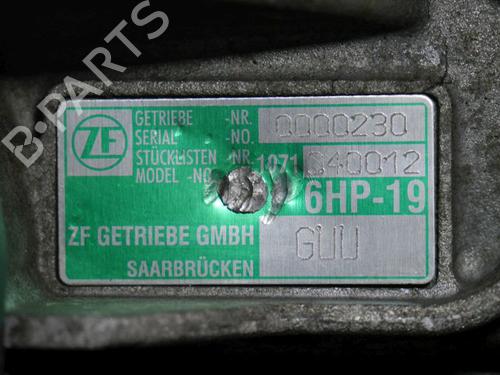 B-PARTS
ZF
GETRIEBE -NR. 0000230
SERIAL -NO.
STÜCKLISTEN -NR. 1071 040012
MODEL -NO.
6HP-19
ZF GETRIEBE GMBH GUU
SAARBRÜCKEN